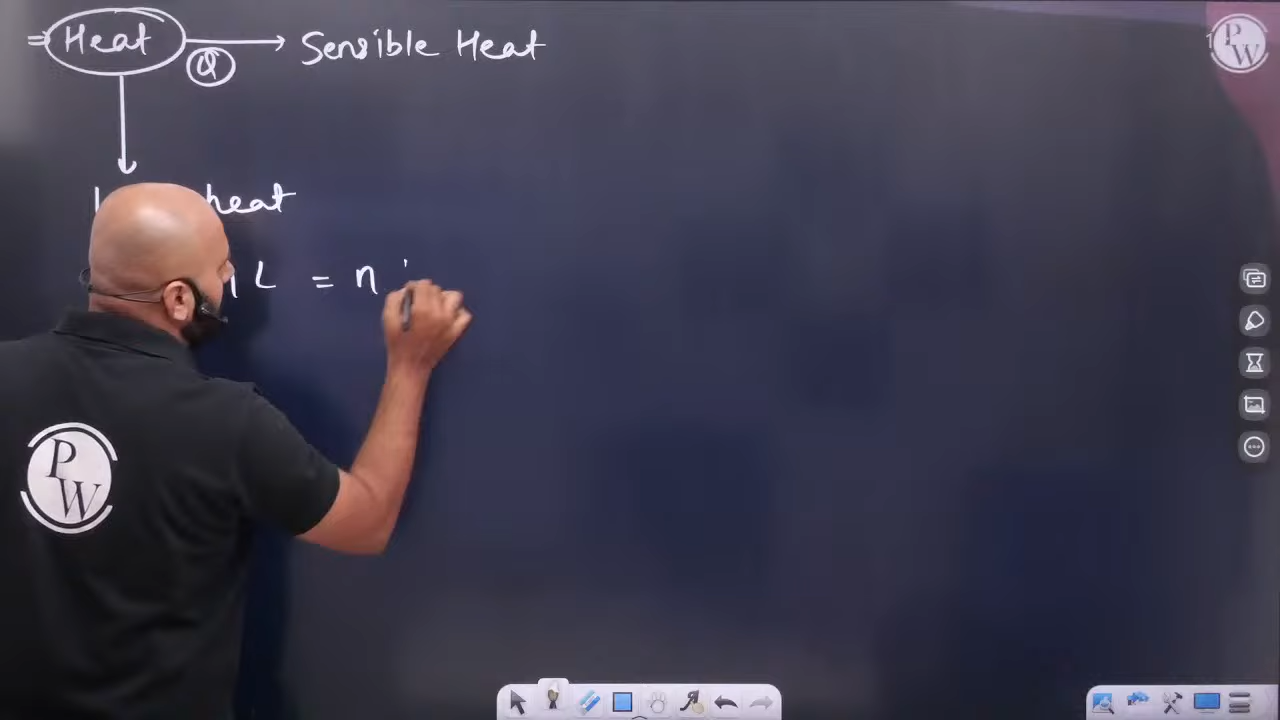 ⇒ Heat → Sensible Heat
Q
heat
L = n
P
W
P
W